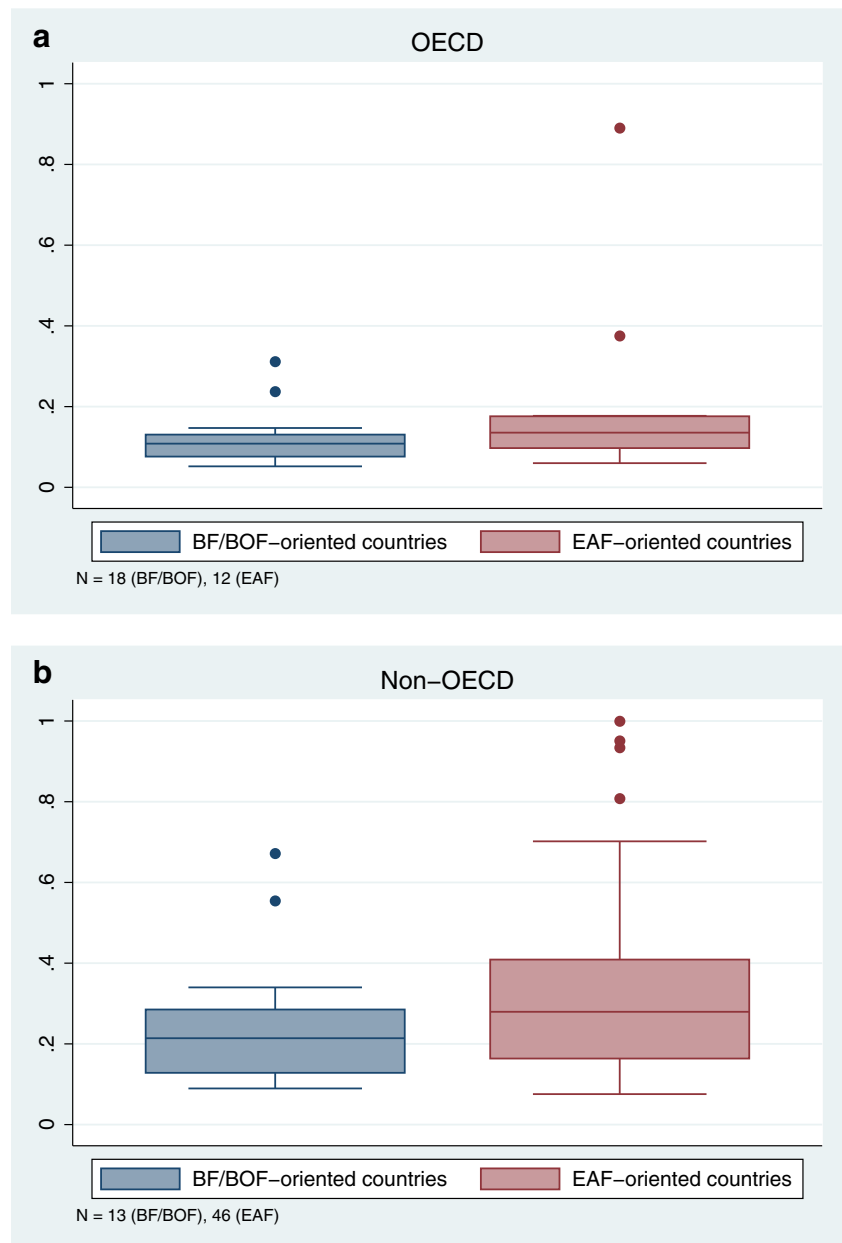 a
OECD
1
.8
.6
.4
.2
0
BF/BOF−oriented countries EAF−oriented countries
N = 18 (BF/BOF), 12 (EAF)
b
Non−OECD
1
.8
.6
.4
.2
0
BF/BOF−oriented countries EAF−oriented countries
N = 13 (BF/BOF), 46 (EAF)